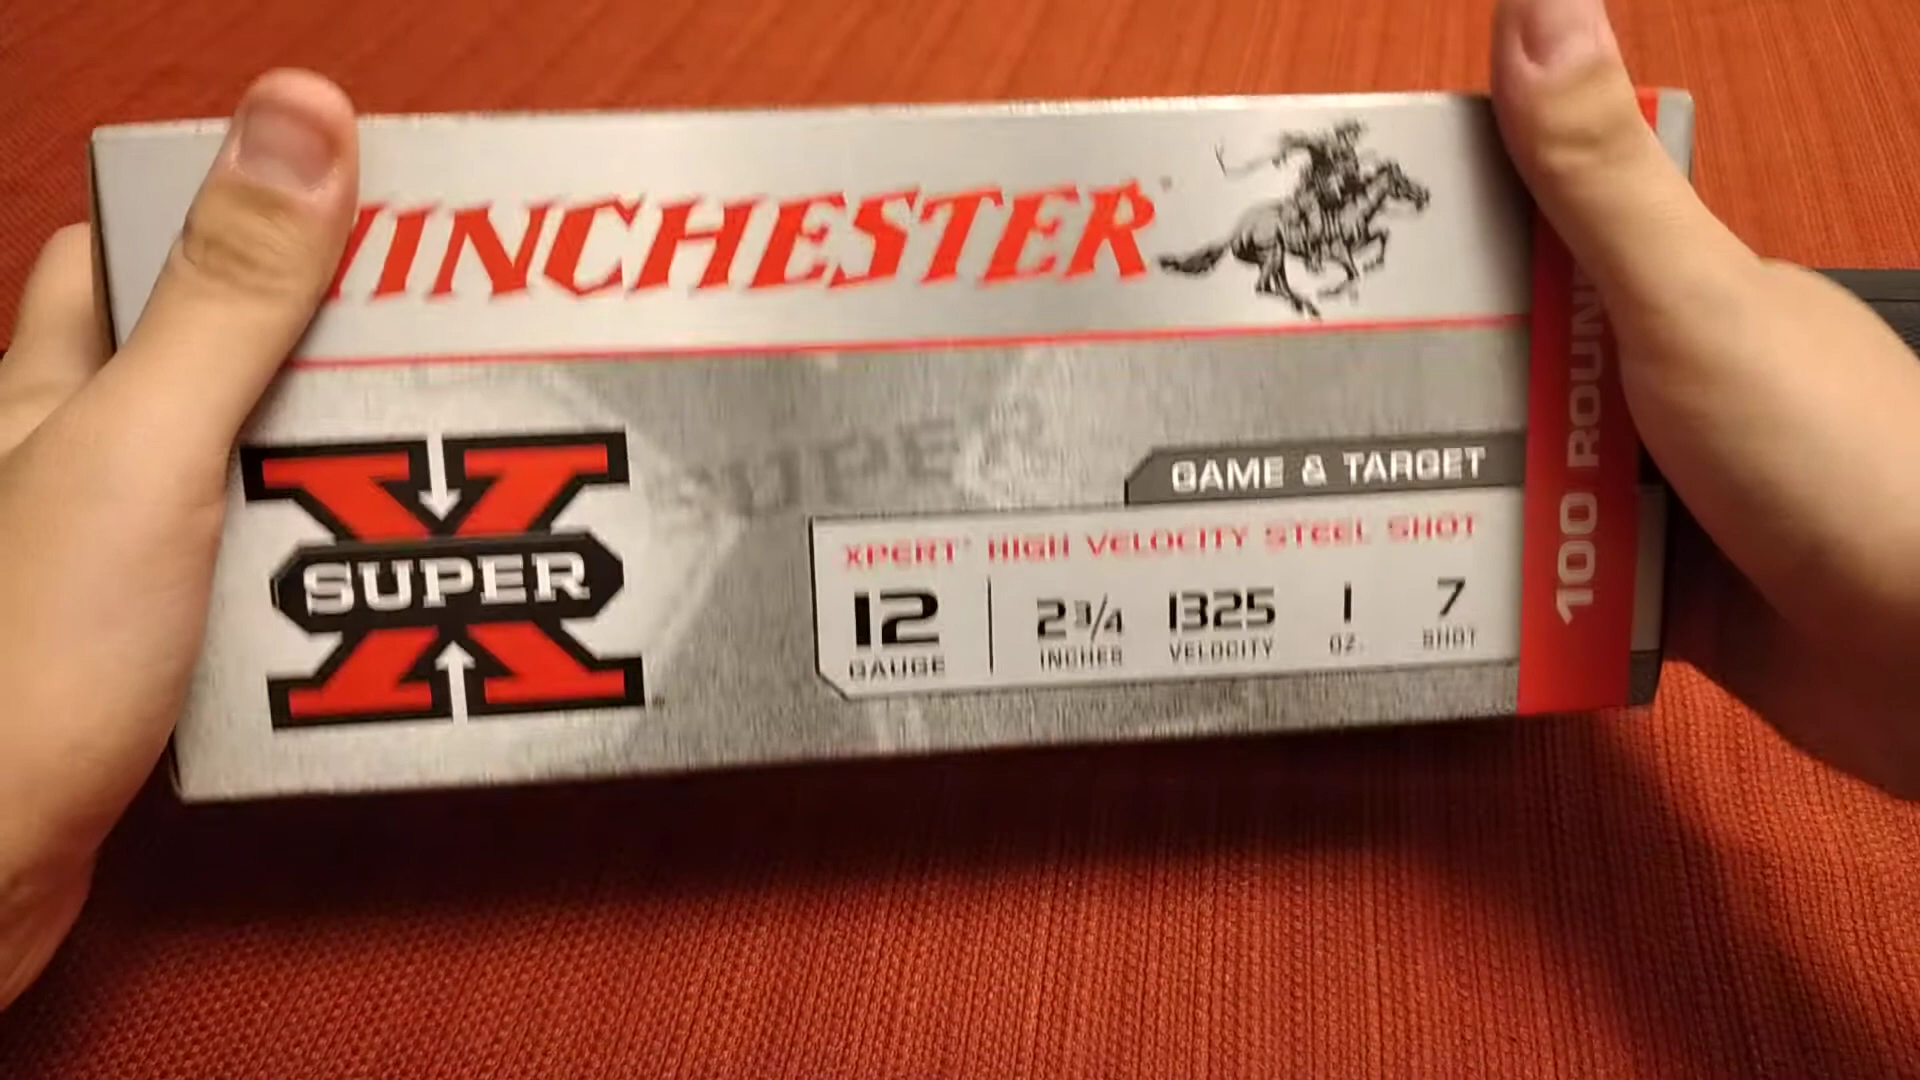 WINCHESTER
SUPER X
SUPER
GAME & TARGET
XPERT HIGH VELOCITY STEEL SHOT
12 GAUGE
2 3/4 INCHES
1325 VELOCITY
1 OZ.
7 SHOT
100 ROUN